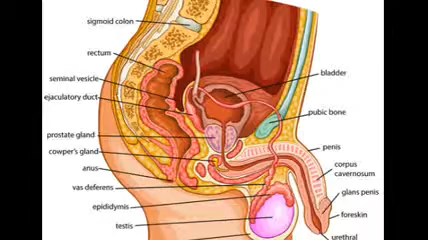 sigmoid colon
rectum
seminal vesicle
ejaculatory duct
prostate gland
cowper's gland
anus
vas deferens
epididymis
testis
bladder
pubic bone
penis
corpus
cavernosum
glans penis
foreskin
urethral